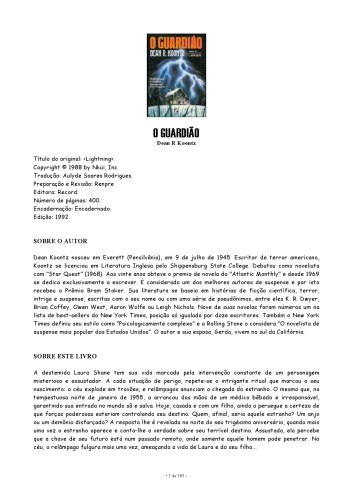 O GUARDIÃO
DEAN R. KOONTZ
O GUARDIÃO
Dean R Koontz
Título do original: «Lightning»
Copyright © 1988 by Nkui, Inc
Tradução: Aulyde Soares Rodrigues.
Preparação e Revisão: Renpre
Editora: Record
Número de páginas: 400.
Encadernação: Encadernado.
Edição: 1992.
SOBRE O AUTOR
Dean Koontz nasceu em Everett (Pensilvânia), em 9 de julho de 1945. Escritor de terror americano,
Koontz se licenciou em Literatura Inglesa pelo Shippensburg State College. Debutou como novelista
com "Star Quest" (1968). Aos vinte anos obteve o premio de novela do "Atlantic Monthly" e desde 1969
se dedica exclusivamente a escrever. É considerado um dos melhores autores de suspense e por isto
recebeu o Prêmio Bram Stoker. Sua literatura se baseia em histórias de ficção científica, terror,
intriga e suspense, escritas com o seu nome ou com uma série de pseudônimos, entre eles K. R. Dwyer,
Brian Coffey, Owen West, Aaron Wolfe ou Leigh Nichols. Nove de suas novelas foram números um na
lista de best-sellers do New York Times, posição só igualada por doze escritores. Também o New York
Times definiu seu estilo como "Psicologicamente complexo" e a Rolling Stone o considera "O novelista de
suspense mais popular dos Estados Unidos". O autor e sua esposa, Gerda, vivem no sul da Califórnia.
SOBRE ESTE LIVRO
A destemida Laura Shane tem sua vida marcada pela intervenção constante de um personagem
misterioso e assustador. A cada situação de perigo, repete-se o intrigante ritual que marcou o seu
nascimento: o céu explode em trovões, e relâmpagos anunciam a chegada do estranho. O mesmo que, na
tempestuosa noite de janeiro de 1955, a arrancou das mãos de um médico bêbado e irresponsável,
garantindo sua entrada no mundo sã e salva. Hoje, casada e com um filho, ainda a persegue a certeza de
que forças poderosas estariam controlando seu destino. Quem, afinal, seria aquele estranho? Um anjo
ou um demônio disfarçado? A resposta lhe é revelada na noite do seu trigésimo aniversário, quando mais
uma vez o estranho aparece e conta-lhe a verdade sobre seu terrível destino. Assustada, ela percebe
que a chave de seu futuro está num passado remoto, onde somente aquele homem pode penetrar. No
céu, o relâmpago fulgura mais uma vez, ameaçando a vida de Laura e do seu filho...
- 1 de 192 -